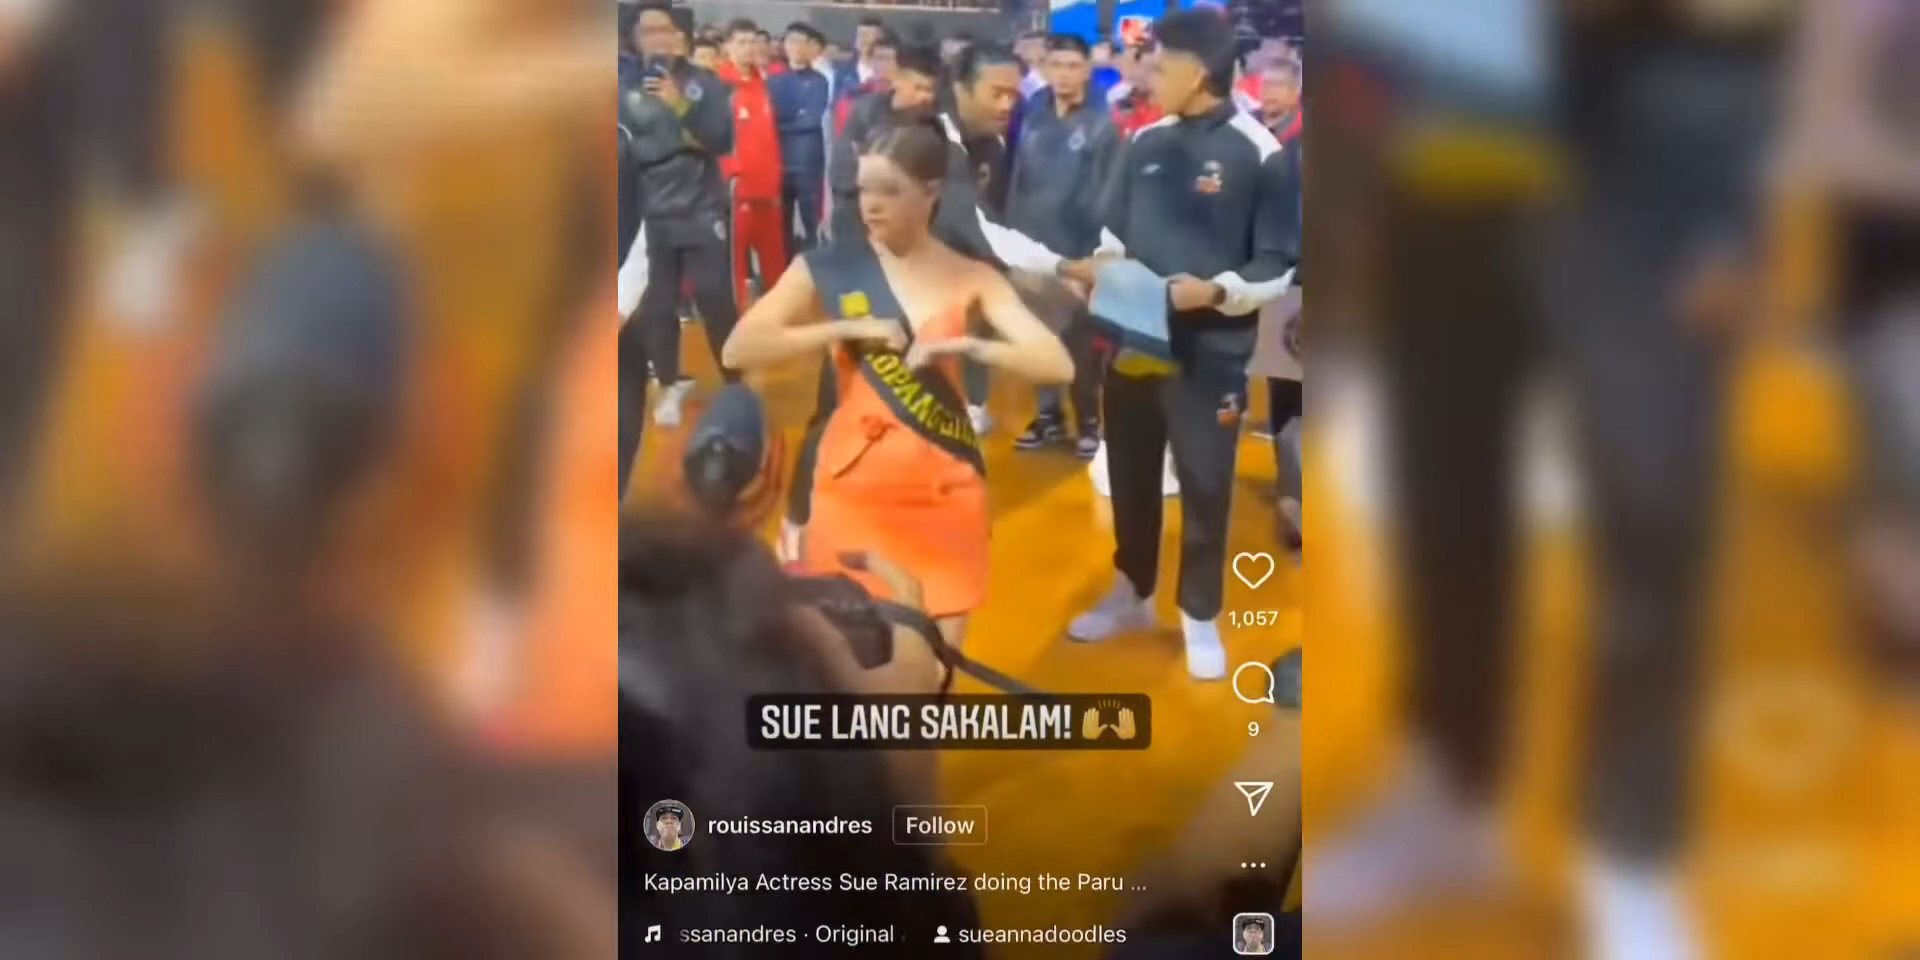 1,057
SUE LANG SAKALAM! 🙌
9
rouissanandres
Follow
Kapamilya Actress Sue Ramirez doing the Paru ...
ssanandres · Original
sueannadoodles